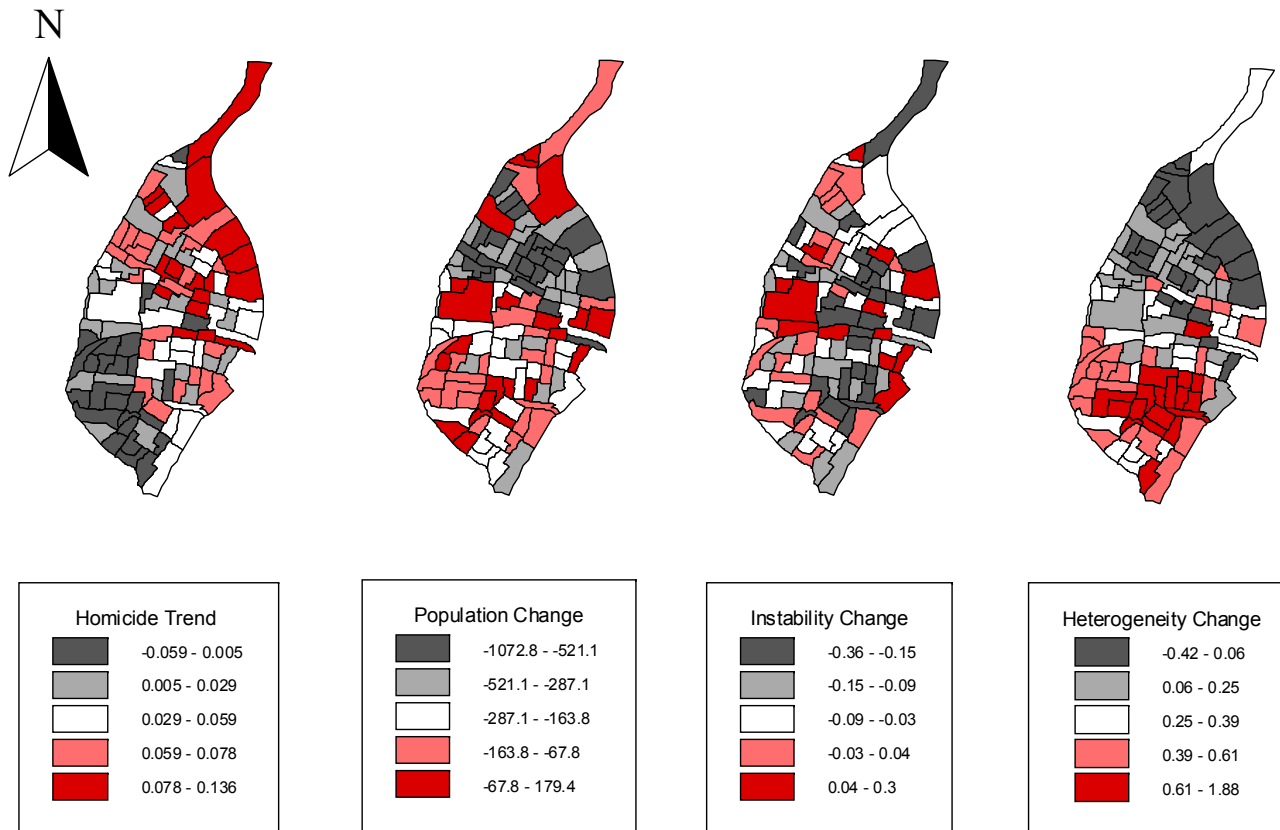 N
Homicide Trend
-0.059 - 0.005
0.005 - 0.029
0.029 - 0.059
0.059 - 0.078
0.078 - 0.136
Population Change
-1072.8 - -521.1
-521.1 - -287.1
-287.1 - -163.8
-163.8 - -67.8
-67.8 - 179.4
Instability Change
-0.36 - -0.15
-0.15 - -0.09
-0.09 - -0.03
-0.03 - 0.04
0.04 - 0.3
Heterogeneity Change
-0.42 - 0.06
0.06 - 0.25
0.25 - 0.39
0.39 - 0.61
0.61 - 1.88